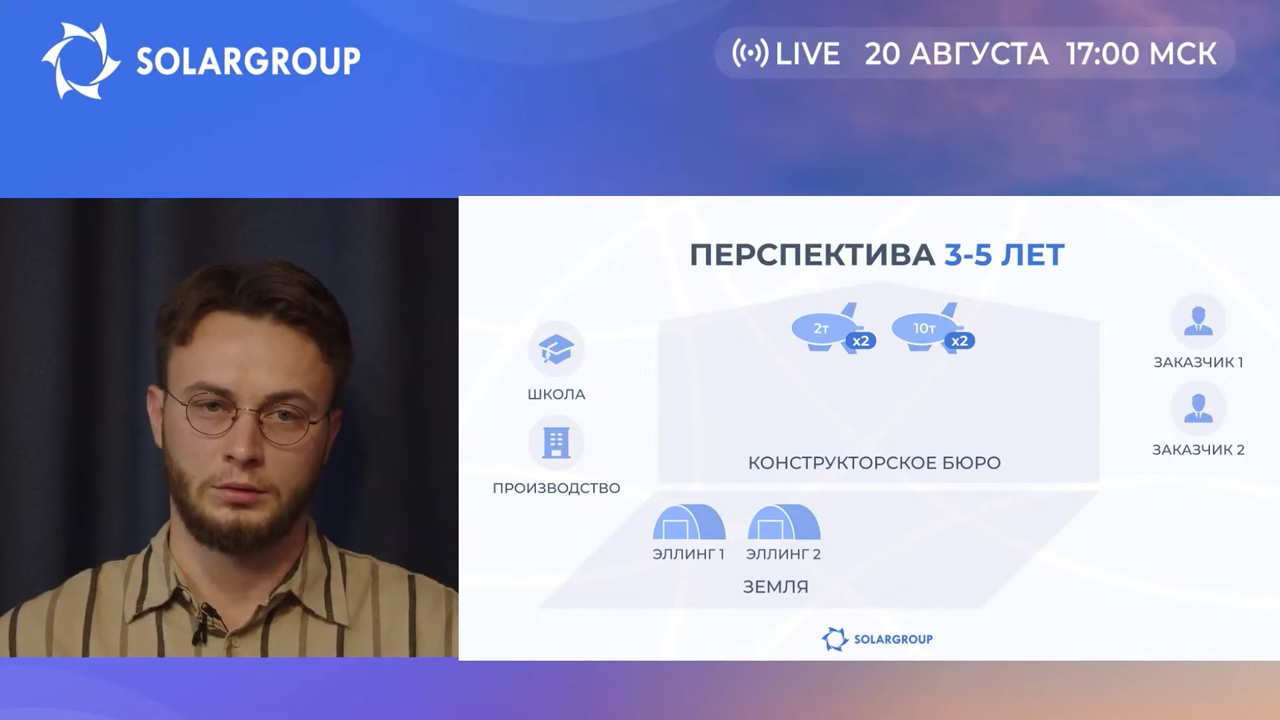 SOLARGROUP
LIVE 20 АВГУСТА 17:00 МСК
ПЕРСПЕКТИВА 3-5 ЛЕТ
2т
x2
10т
x2
ШКОЛА
ПРОИЗВОДСТВО
ЗАКАЗЧИК 1
ЗАКАЗЧИК 2
КОНСТРУКТОРСКОЕ БЮРО
ЭЛЛИНГ 1
ЭЛЛИНГ 2
ЗЕМЛЯ
SOLARGROUP